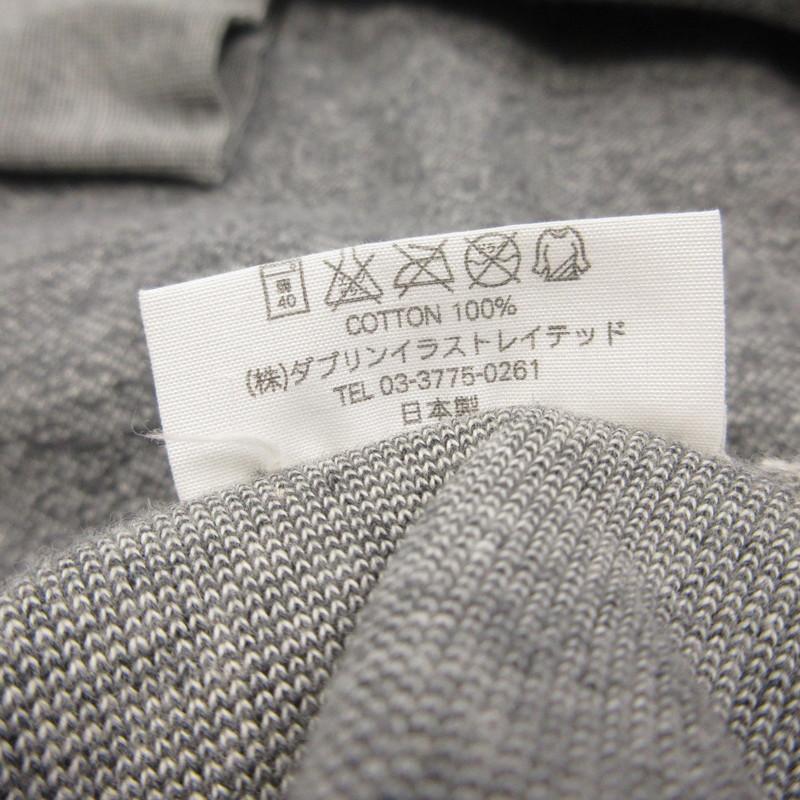 弱 40
COTTON 100%
(株)ダブリンイラストレイテッド
TEL 03-3775-0261
日本製